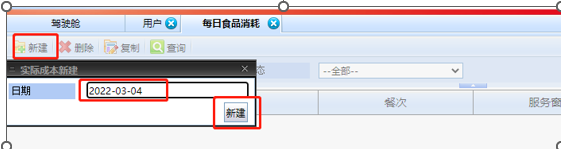 驾驶舱 用户 每日食品消耗
新建 删除 复制 查询
实际成本新建 态 --全部--
日期 2022-03-04
新建 餐次 服务窗